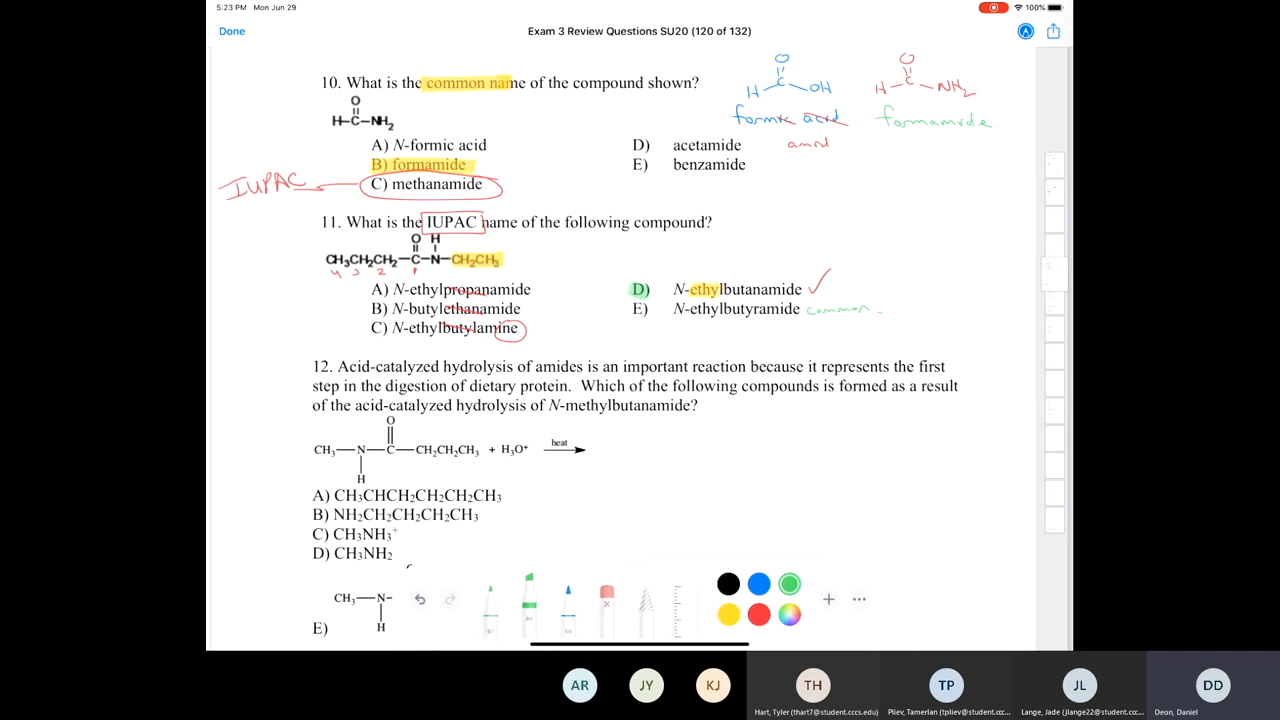 5:23 PM Mon Jun 29
100%
Done
Exam 3 Review Questions SU20 (120 of 132)
10. What is the common name of the compound shown?
O
H–C–NH₂
A) N-formic acid
B) formamide
C) methanamide
D) acetamide
E) benzamide
IUPAC
O
H C OH
formic acid
amid
O
H C NH₂
formamide
11. What is the IUPAC name of the following compound?
O H
CH₃CH₂CH₂–C–N–CH₂CH₃
4 3 2 1
A) N-ethylpropanamide
B) N-butylethanamide
C) N-ethylbutylamine
D) N-ethylbutanamide
E) N-ethylbutyramide common
12. Acid-catalyzed hydrolysis of amides is an important reaction because it represents the first
step in the digestion of dietary protein. Which of the following compounds is formed as a result
of the acid-catalyzed hydrolysis of N-methylbutanamide?
O
CH₃—N—C—CH₂CH₂CH₃ + H₃O⁺ heat
H
A) CH₃CHCH₂CH₂CH₂CH₃
B) NH₂CH₂CH₂CH₂CH₃
C) CH₃NH₃⁺
D) CH₃NH₂
CH₃—N–
H
E)
AR
JY
KJ
TH
TP
JL
DD
Hart, Tyler (thart7@student.cccs.edu)
Pliev, Tamerlan (tpliev@student.ccc...
Lange, Jade (jlange22@student.ccc...
Deon, Daniel